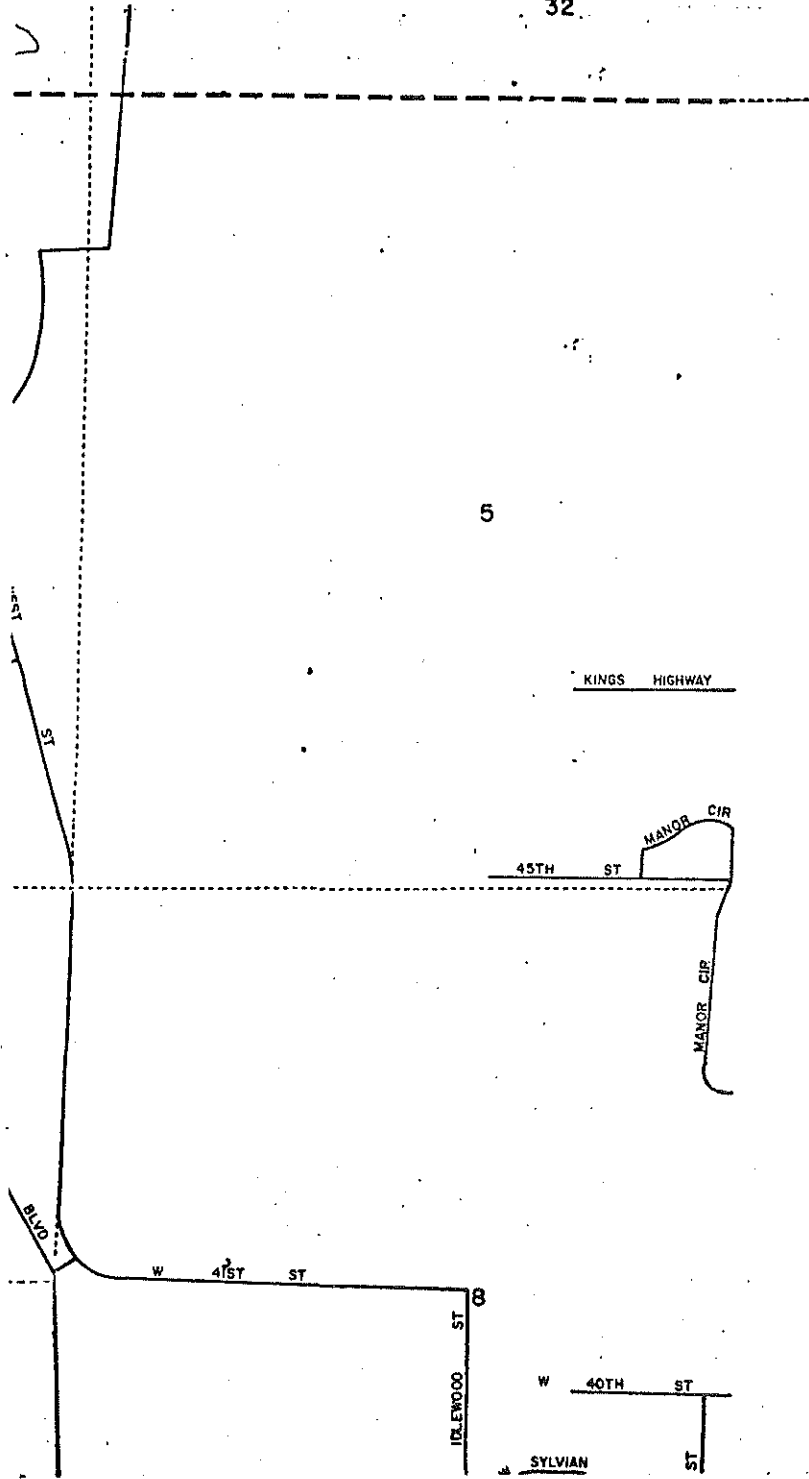 32
5
KINGS HIGHWAY
ST
MANOR CIR
45TH ST
MANOR CIR
BLVD
W 41ST ST
8
IDLEWOOD ST
W 40TH ST
SYLVIAN
ST